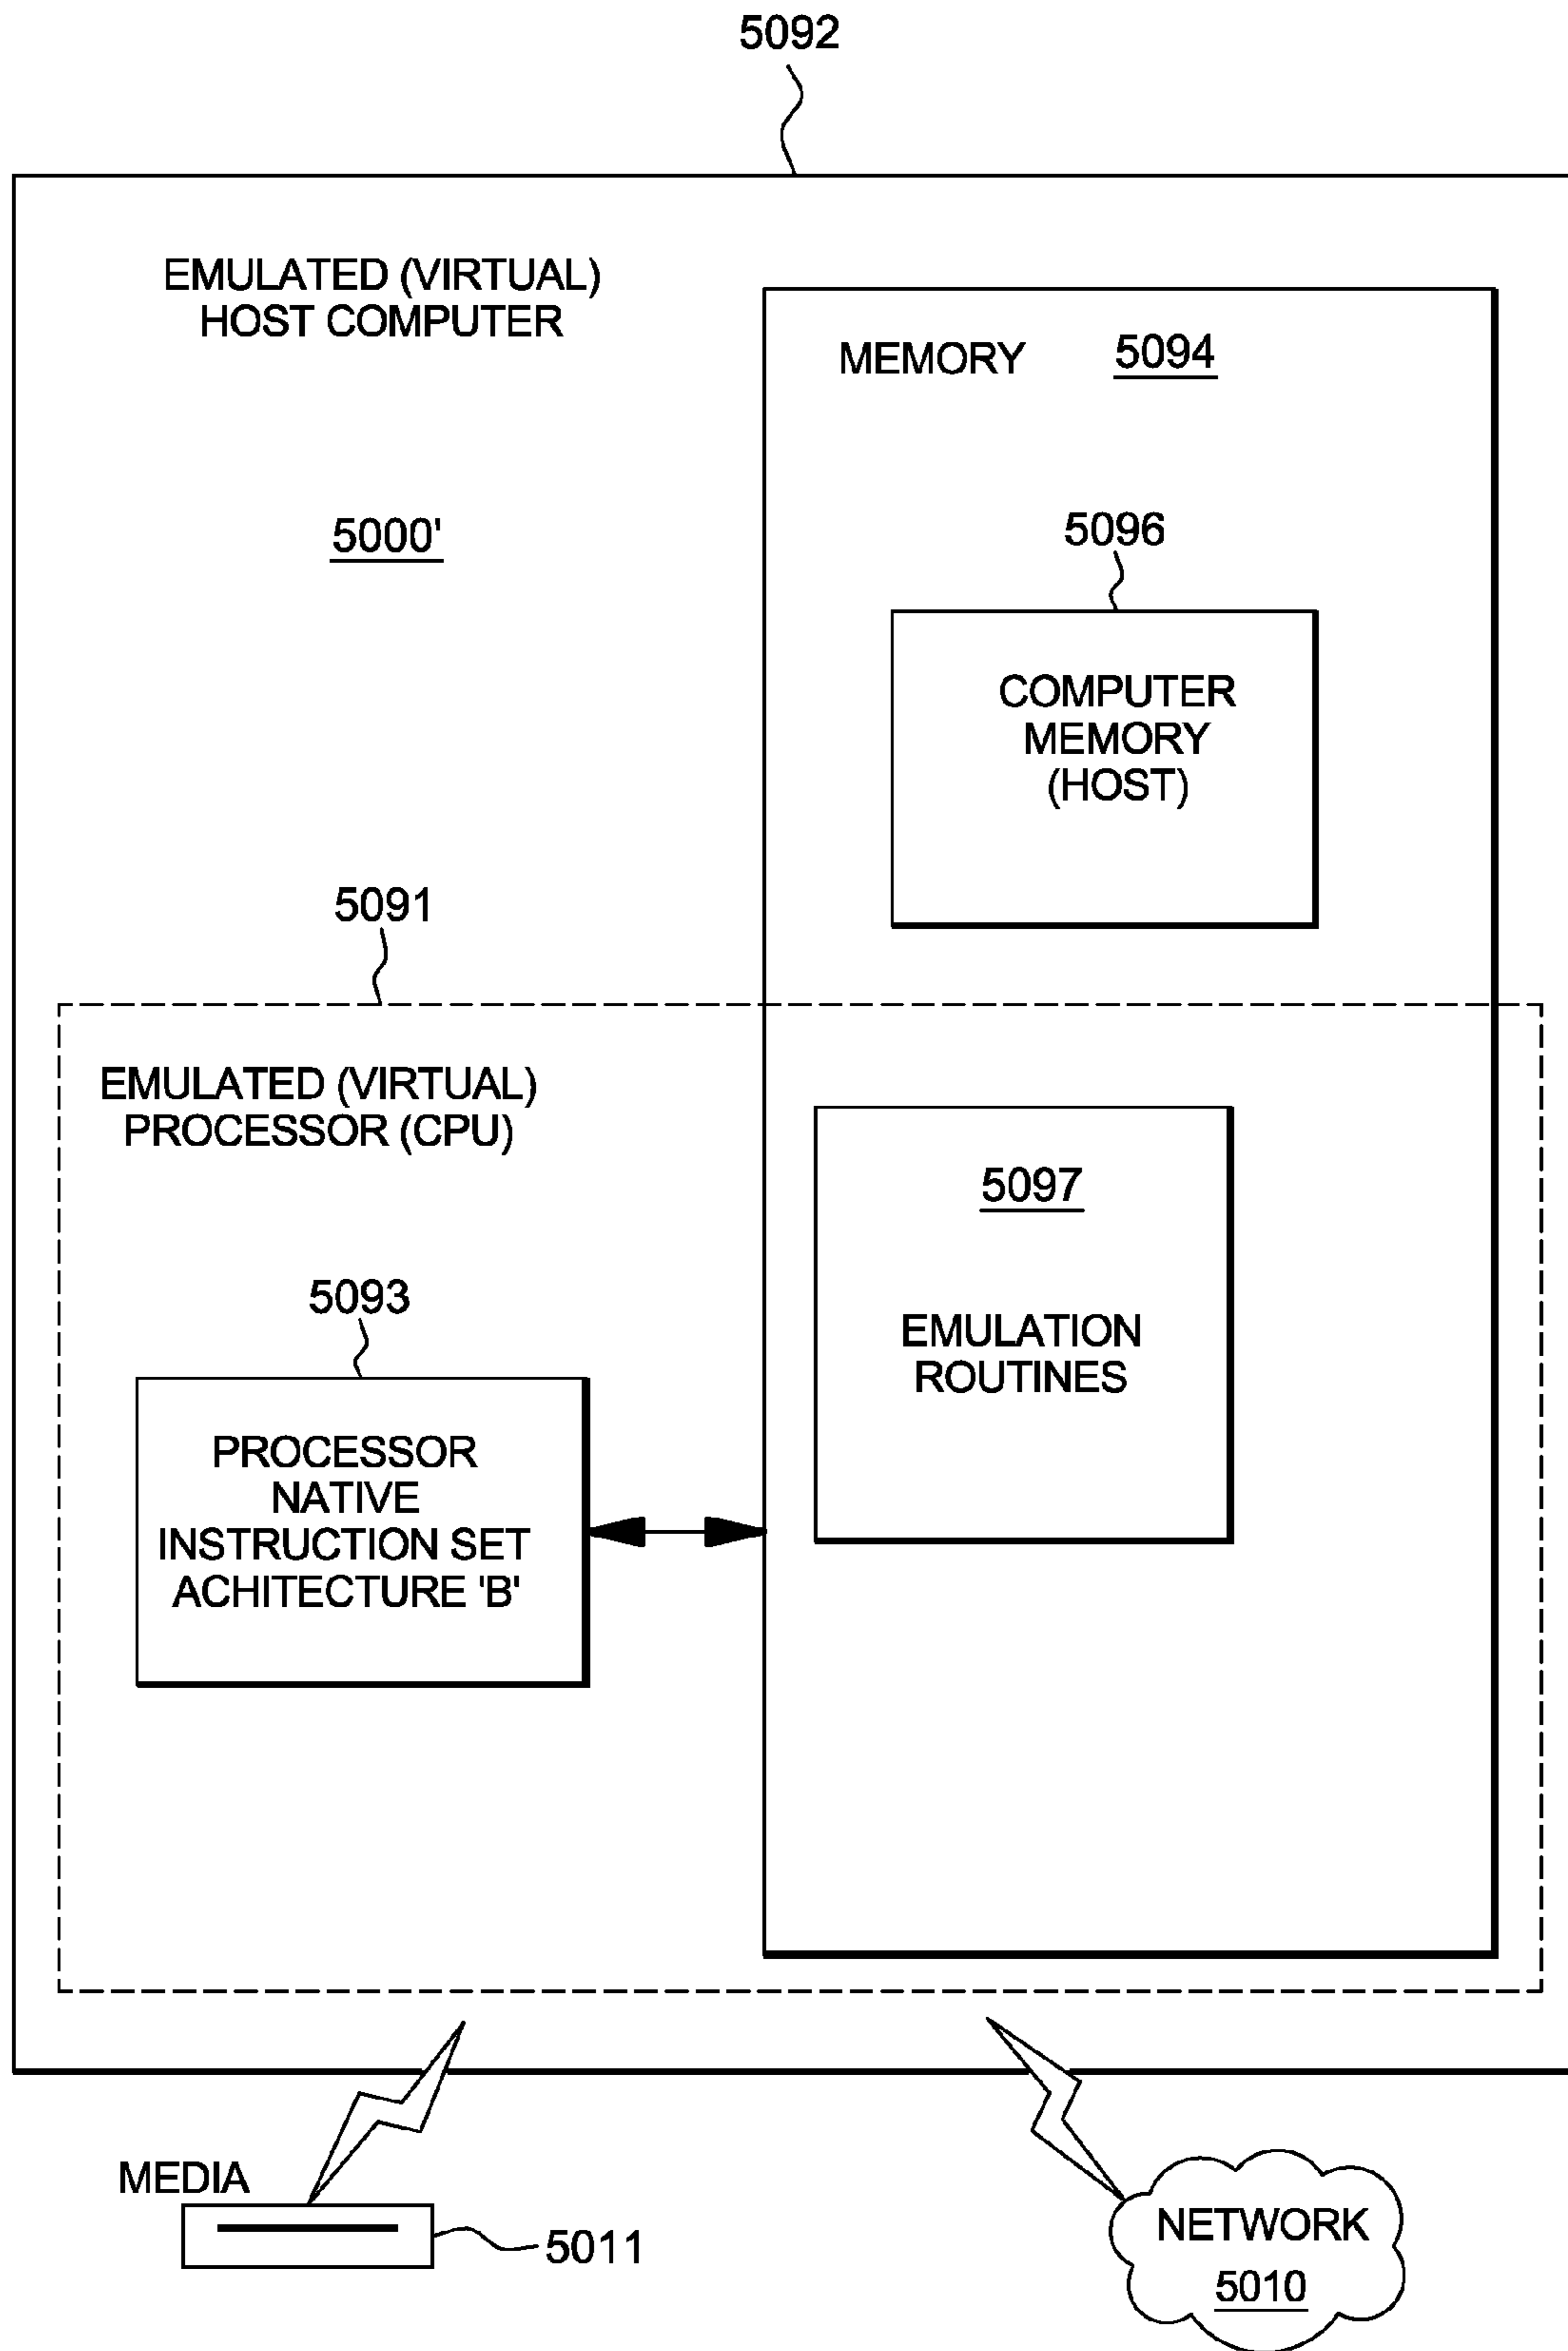 5092
EMULATED (VIRTUAL)
HOST COMPUTER
MEMORY 5094
5000'
5096
COMPUTER
MEMORY
(HOST)
5091
EMULATED (VIRTUAL)
PROCESSOR (CPU)
5097
EMULATION
ROUTINES
5093
PROCESSOR
NATIVE
INSTRUCTION SET
ACHITECTURE 'B'
MEDIA
5011
NETWORK
5010